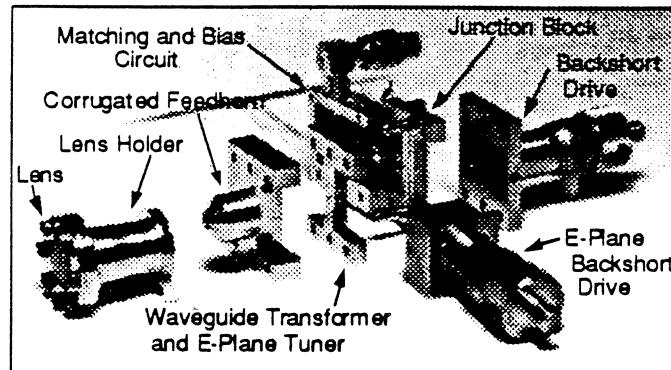 Matching and Bias
Circuit
Junction Block
Backshort
Drive
Corrugated Feedhorn
Lens Holder
Lens
E-Plane
Backshort
Drive
Waveguide Transformer
and E-Plane Tuner